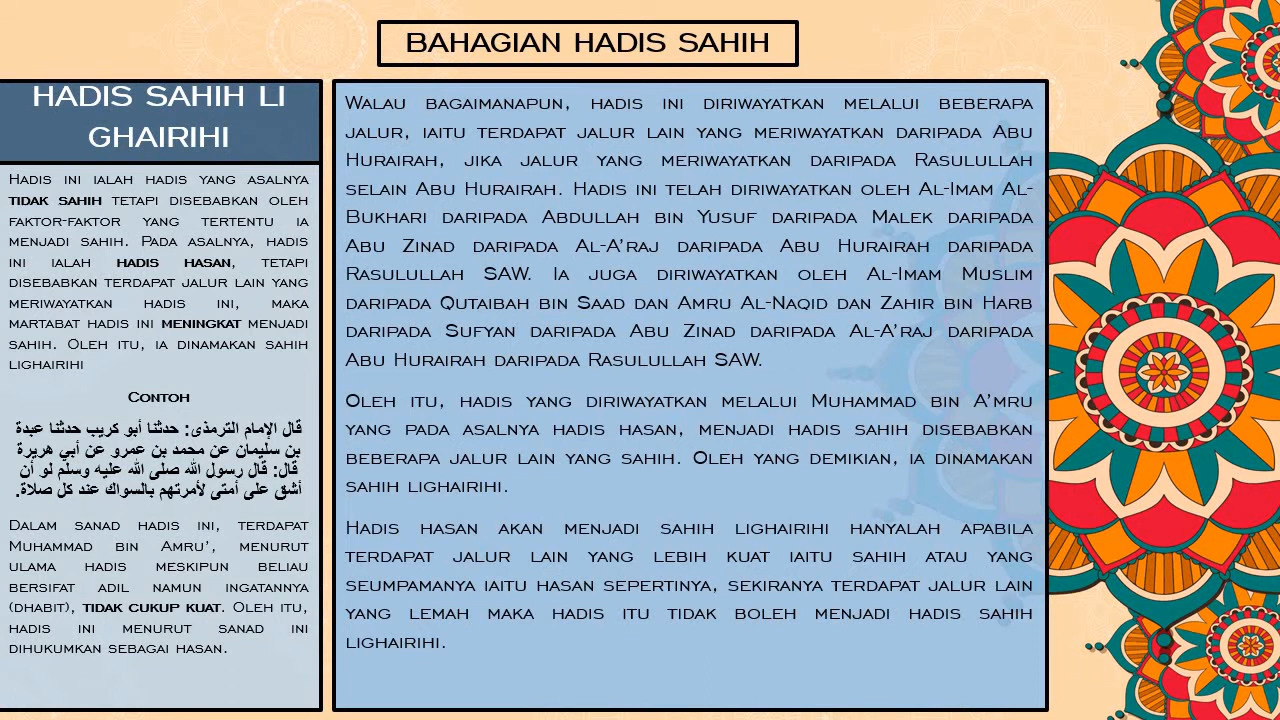 BAHAGIAN HADIS SAHIH
HADIS SAHIH LI
GHAIRIHI
HADIS INI IALAH HADIS YANG ASALNYA
TIDAK SAHIH TETAPI DISEBABKAN OLEH
FAKTOR-FAKTOR YANG TERTENTU IA
MENJADI SAHIH. PADA ASALNYA, HADIS
INI IALAH HADIS HASAN, TETAPI
DISEBABKAN TERDAPAT JALUR LAIN YANG
MERIWAYATKAN HADIS INI, MAKA
MARTABAT HADIS INI MENINGKAT MENJADI
SAHIH. OLEH ITU, IA DINAMAKAN SAHIH
LIGHAIRIHI
CONTOH
قال الإمام الترمذى: حدثنا أبو كريب حدثنا عبدة
بن سليمان عن محمد بن عمرو عن أبي هريرة
قال: قال رسول الله صلى الله عليه وسلم لو أن
أشق على أمتى لأمرتهم بالسواك عند كل صلاة.
DALAM SANAD HADIS INI, TERDAPAT
MUHAMMAD BIN AMRU’, MENURUT
ULAMA HADIS MESKIPUN BELIAU
BERSIFAT ADIL NAMUN INGATANNYA
(DHABIT), TIDAK CUKUP KUAT. OLEH ITU,
HADIS INI MENURUT SANAD INI
DIHUKUMKAN SEBAGAI HASAN.
WALAU BAGAIMANAPUN, HADIS INI DIRIWAYATKAN MELALUI BEBERAPA
JALUR, IAITU TERDAPAT JALUR LAIN YANG MERIWAYATKAN DARIPADA ABU
HURAIRAH, JIKA JALUR YANG MERIWAYATKAN DARIPADA RASULULLAH
SELAIN ABU HURAIRAH. HADIS INI TELAH DIRIWAYATKAN OLEH AL-IMAM AL-
BUKHARI DARIPADA ABDULLAH BIN YUSUF DARIPADA MALEK DARIPADA
ABU ZINAD DARIPADA AL-A’RAJ DARIPADA ABU HURAIRAH DARIPADA
RASULULLAH SAW. IA JUGA DIRIWAYATKAN OLEH AL-IMAM MUSLIM
DARIPADA QUTAIBAH BIN SAAD DAN AMRU AL-NAQID DAN ZAHIR BIN HARB
DARIPADA SUFYAN DARIPADA ABU ZINAD DARIPADA AL-A’RAJ DARIPADA
ABU HURAIRAH DARIPADA RASULULLAH SAW.
OLEH ITU, HADIS YANG DIRIWAYATKAN MELALUI MUHAMMAD BIN A’MRU
YANG PADA ASALNYA HADIS HASAN, MENJADI HADIS SAHIH DISEBABKAN
BEBERAPA JALUR LAIN YANG SAHIH. OLEH YANG DEMIKIAN, IA DINAMAKAN
SAHIH LIGHAIRIHI.
HADIS HASAN AKAN MENJADI SAHIH LIGHAIRIHI HANYALAH APABILA
TERDAPAT JALUR LAIN YANG LEBIH KUAT IAITU SAHIH ATAU YANG
SEUMPAMANYA IAITU HASAN SEPERTINYA, SEKIRANYA TERDAPAT JALUR LAIN
YANG LEMAH MAKA HADIS ITU TIDAK BOLEH MENJADI HADIS SAHIH
LIGHAIRIHI.